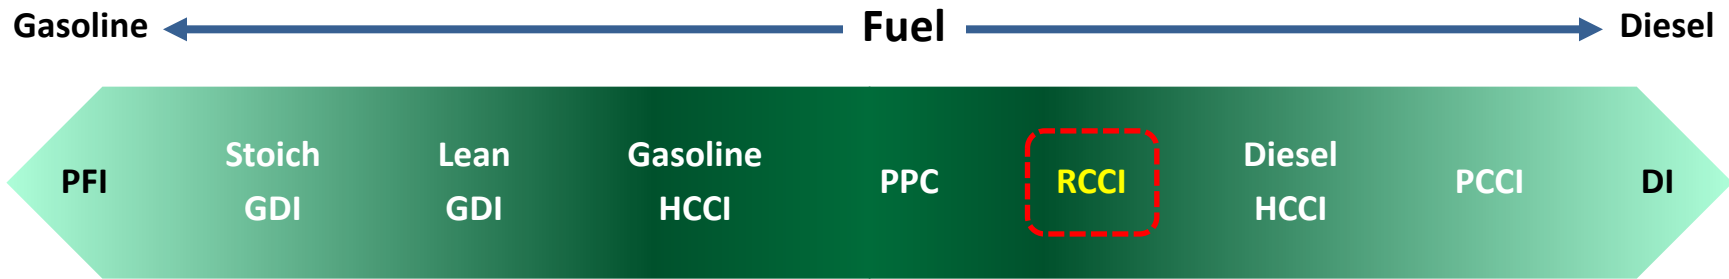 Gasoline Fuel Diesel
PFI
Stoich
GDI
Lean
GDI
Gasoline
HCCI
PPC
RCCI
Diesel
HCCI
PCCI
DI